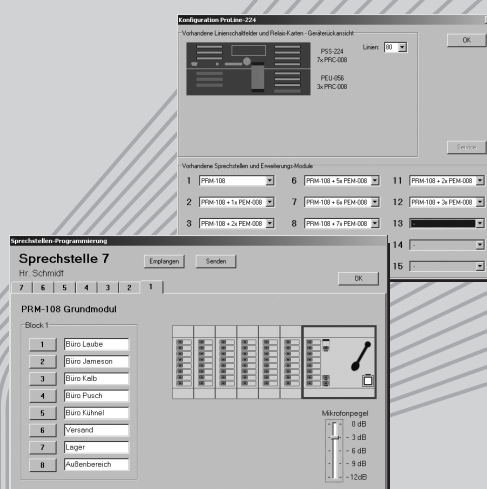 Konfiguration ProLine-224
Vorhandene Linienschaltfelder und Relais-Karten - Geräterückansicht
PSS-224
7x PRC-008
PEU-056
3x PRC-008
Linien: 80
OK
Service
Vorhandene Sprechstellen und Erweiterungs-Module
1 PRM-108
6 PRM-108 + 5x PEM-008
11 PRM-108 + 2x PEM-008
2 PRM-108 + 1x PEM-008
7 PRM-108 + 6x PEM-008
12 PRM-108 + 3x PEM-008
3 PRM-108 + 2x PEM-008
8 PRM-108 + 7x PEM-008
13 -
14 -
15 -
Sprechstellen-Programmierung
Sprechstelle 7
Hr. Schmidt
Empfangen
Senden
OK
7 6 5 4 3 2 1
PRM-108 Grundmodul
Block 1
1 Büro Laube
2 Büro Jameson
3 Büro Kalb
4 Büro Pusch
5 Büro Kühnel
6 Versand
7 Lager
8 Außenbereich
Mikrofonpegel
0 dB
- 3 dB
- 6 dB
- 9 dB
-12dB